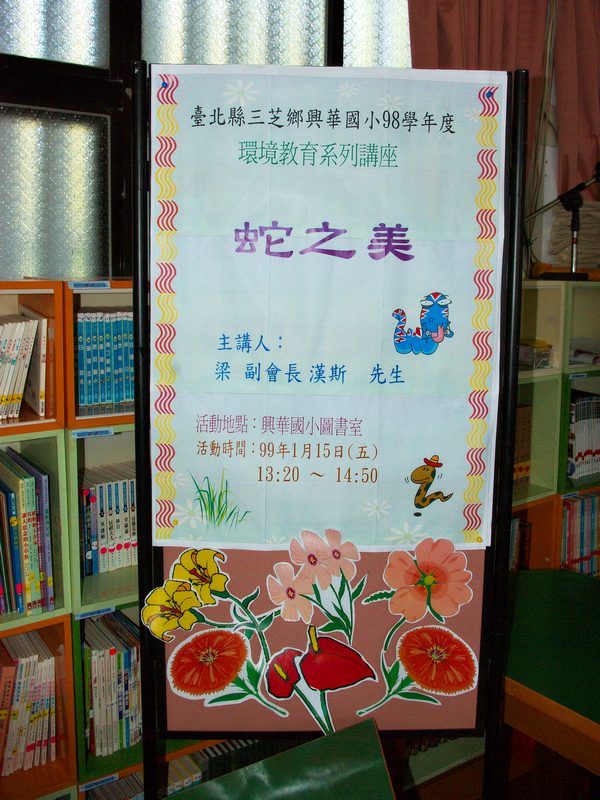 臺北縣三芝鄉興華國小98學年度
環境教育系列講座
蛇之美
主講人：
梁 副會長漢斯 先生
活動地點：興華國小圖書室
活動時間：99年1月15日(五)
13:20 ～ 14:50